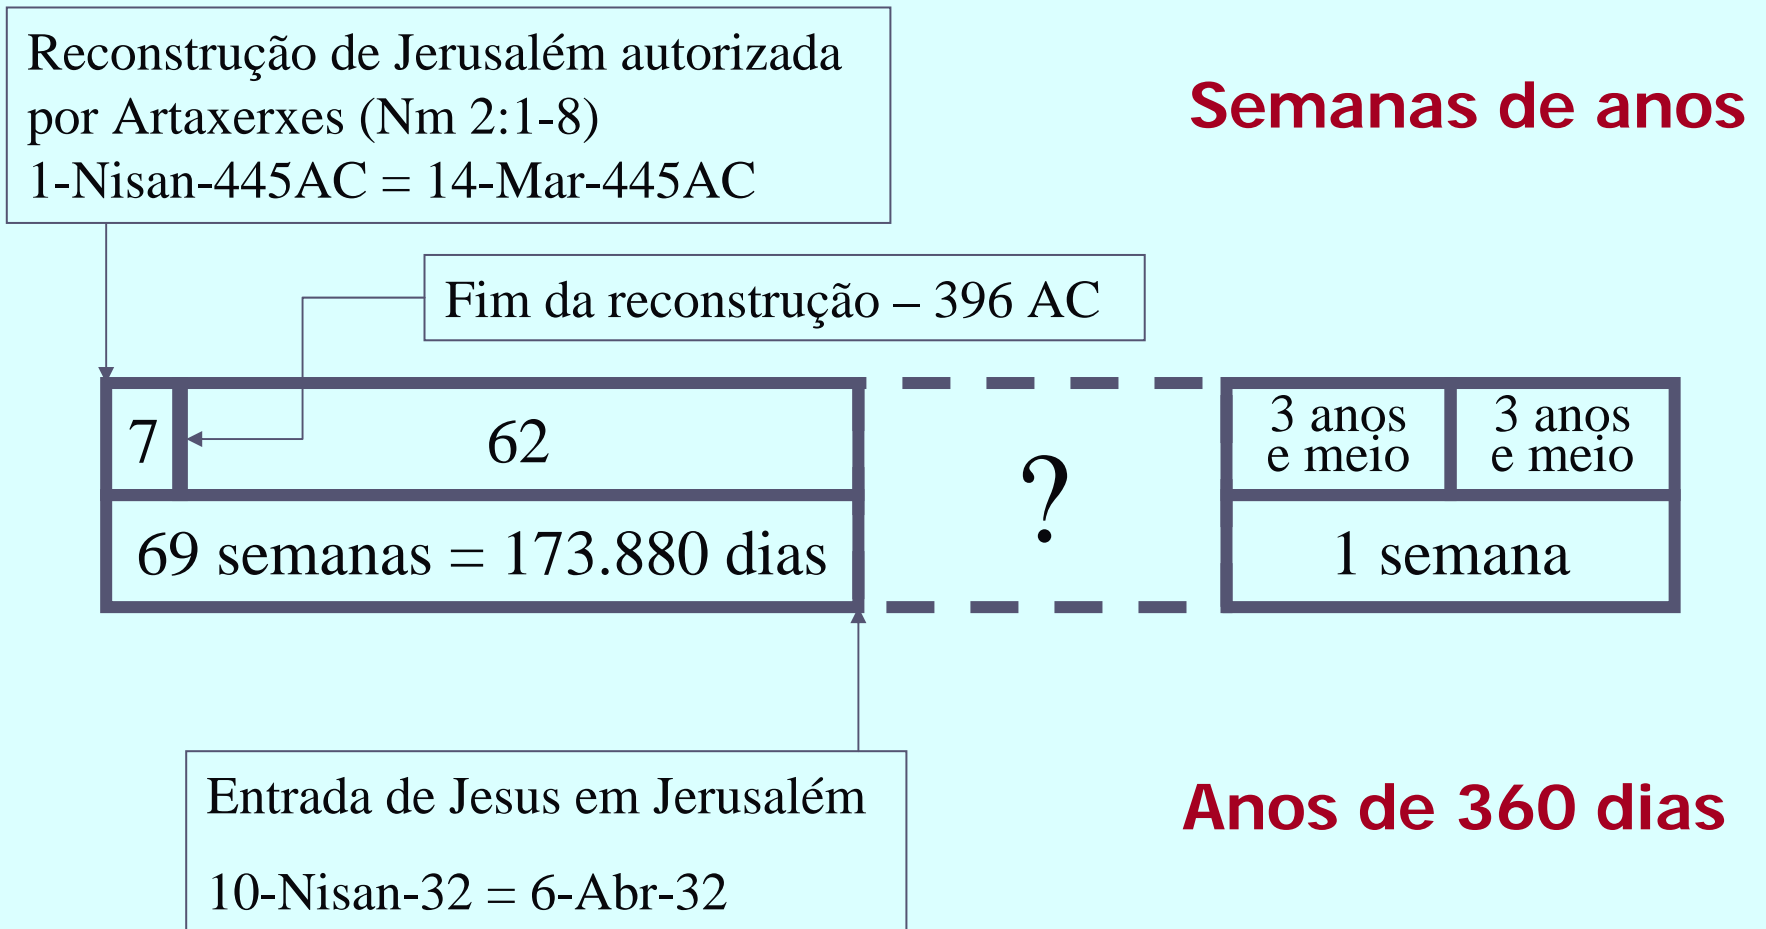 Reconstrução de Jerusalém autorizada
por Artaxerxes (Nm 2:1-8)
1-Nisan-445AC = 14-Mar-445AC
Semanas de anos
Fim da reconstrução – 396 AC
7
62
?
3 anos
e meio
3 anos
e meio
69 semanas = 173.880 dias
1 semana
Entrada de Jesus em Jerusalém
10-Nisan-32 = 6-Abr-32
Anos de 360 dias